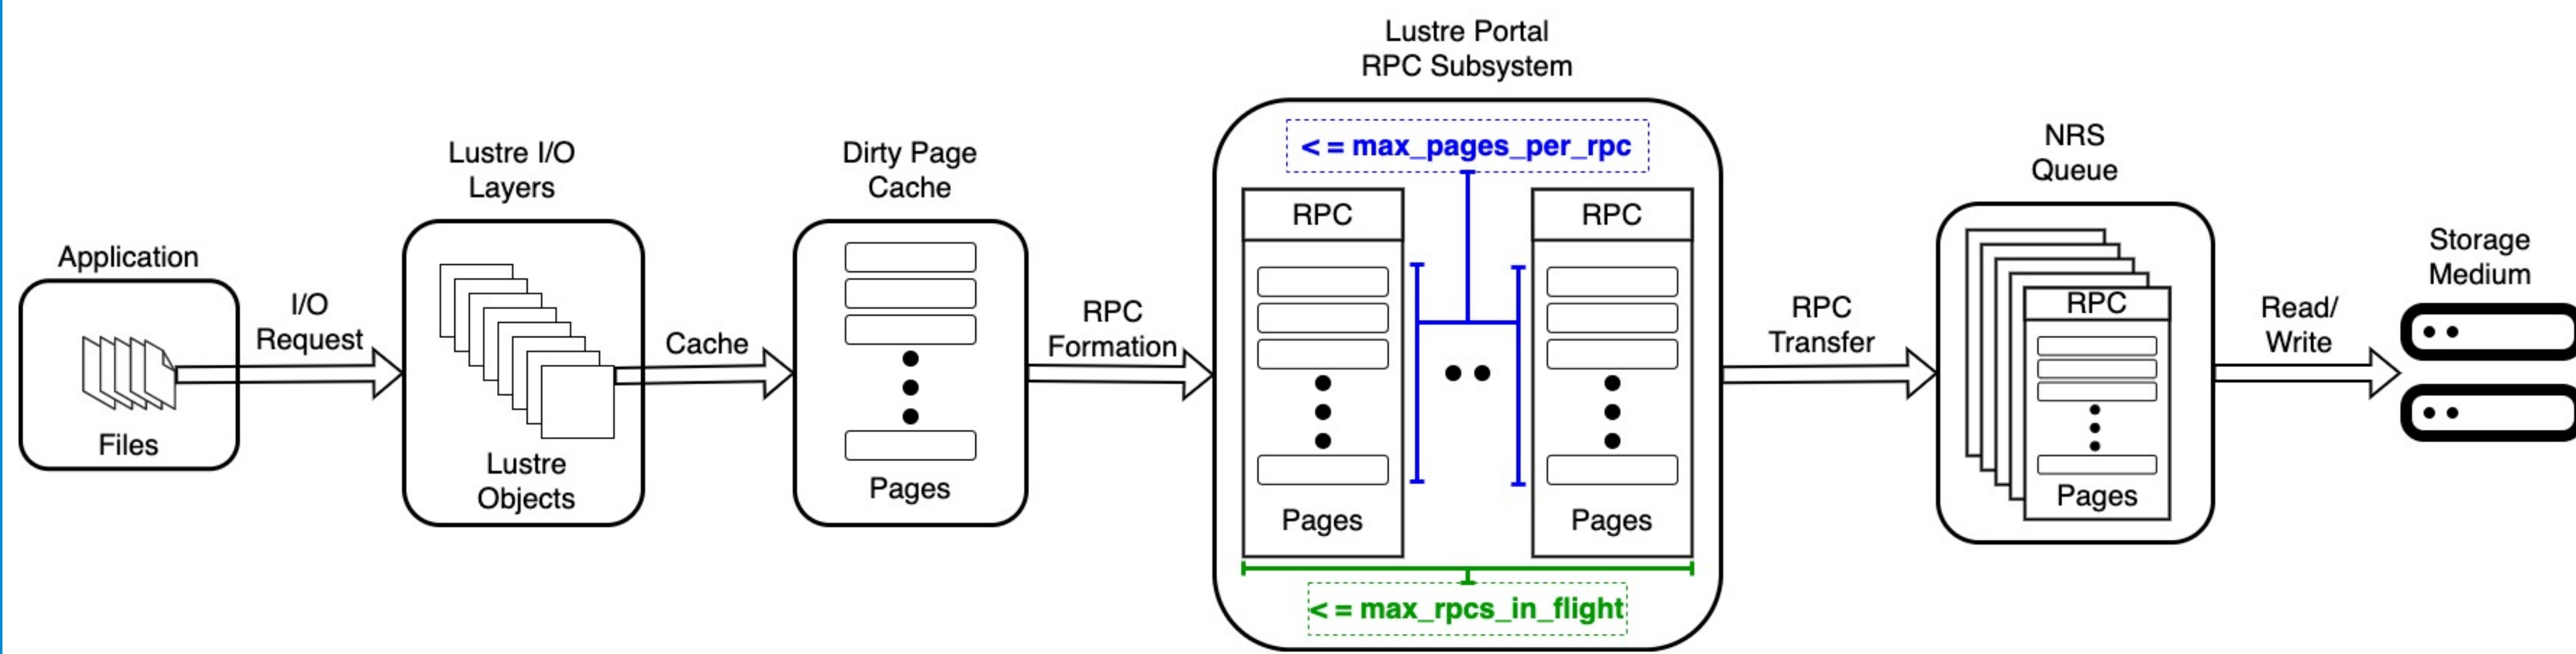 Application
Files
I/O
Request
Lustre I/O
Layers
Lustre
Objects
Cache
Dirty Page
Cache
Pages
RPC
Formation
Lustre Portal
RPC Subsystem
< = max_pages_per_rpc
RPC
Pages
RPC
Pages
< = max_rpcs_in_flight
RPC
Transfer
NRS
Queue
RPC
Pages
Read/
Write
Storage
Medium